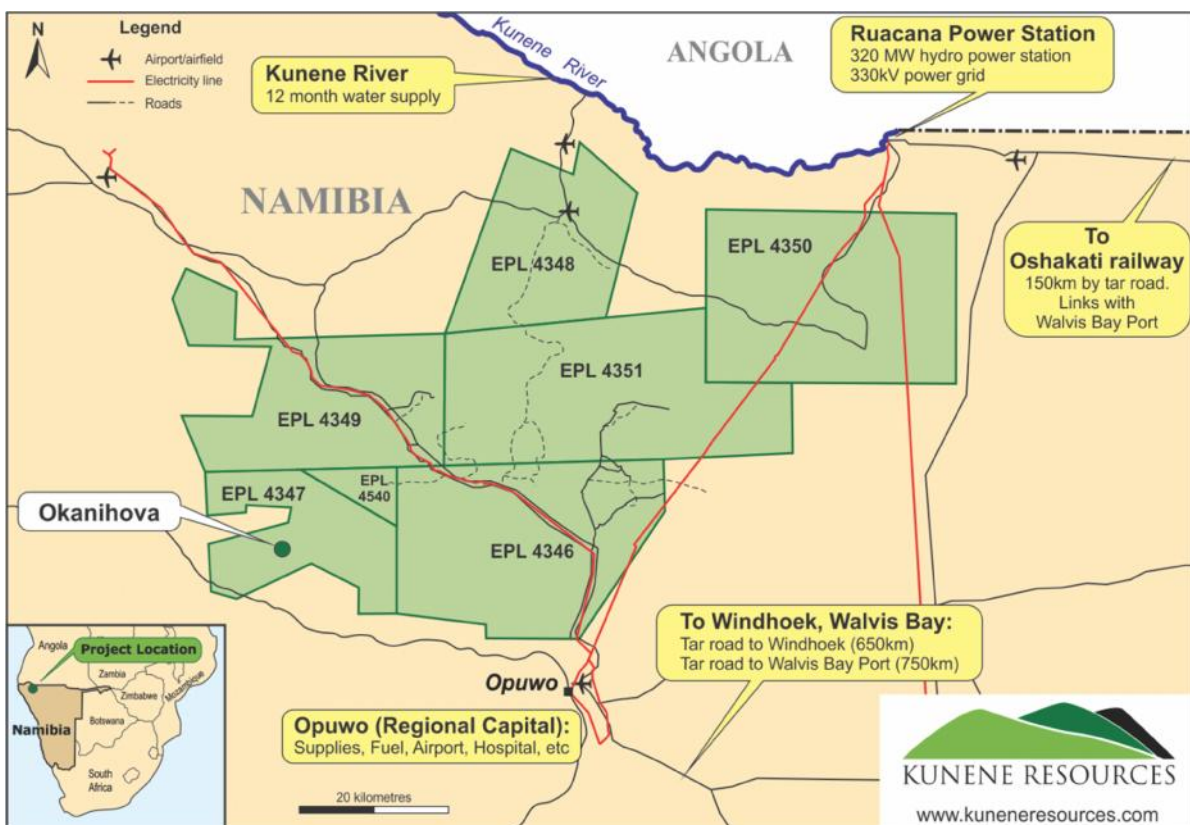 N
Legend
Airport/airfield
Electricity line
Roads
Kunene River
12 month water supply
Kunene River
ANGOLA
Ruacana Power Station
320 MW hydro power station
330kV power grid
NAMIBIA
To
Oshakati railway
150km by tar road.
Links with
Walvis Bay Port
EPL 4348
EPL 4350
EPL 4351
EPL 4349
EPL 4347
EPL
4540
EPL 4346
Okanihova
To Windhoek, Walvis Bay:
Tar road to Windhoek (650km)
Tar road to Walvis Bay Port (750km)
Opuwo
Opuwo (Regional Capital):
Supplies, Fuel, Airport, Hospital, etc
20 kilometres
Angola
Project Location
Zambia
Zimbabwe
Mozambique
Namibia
Botswana
South
Africa
KUNENE RESOURCES
www.kuneneresources.com